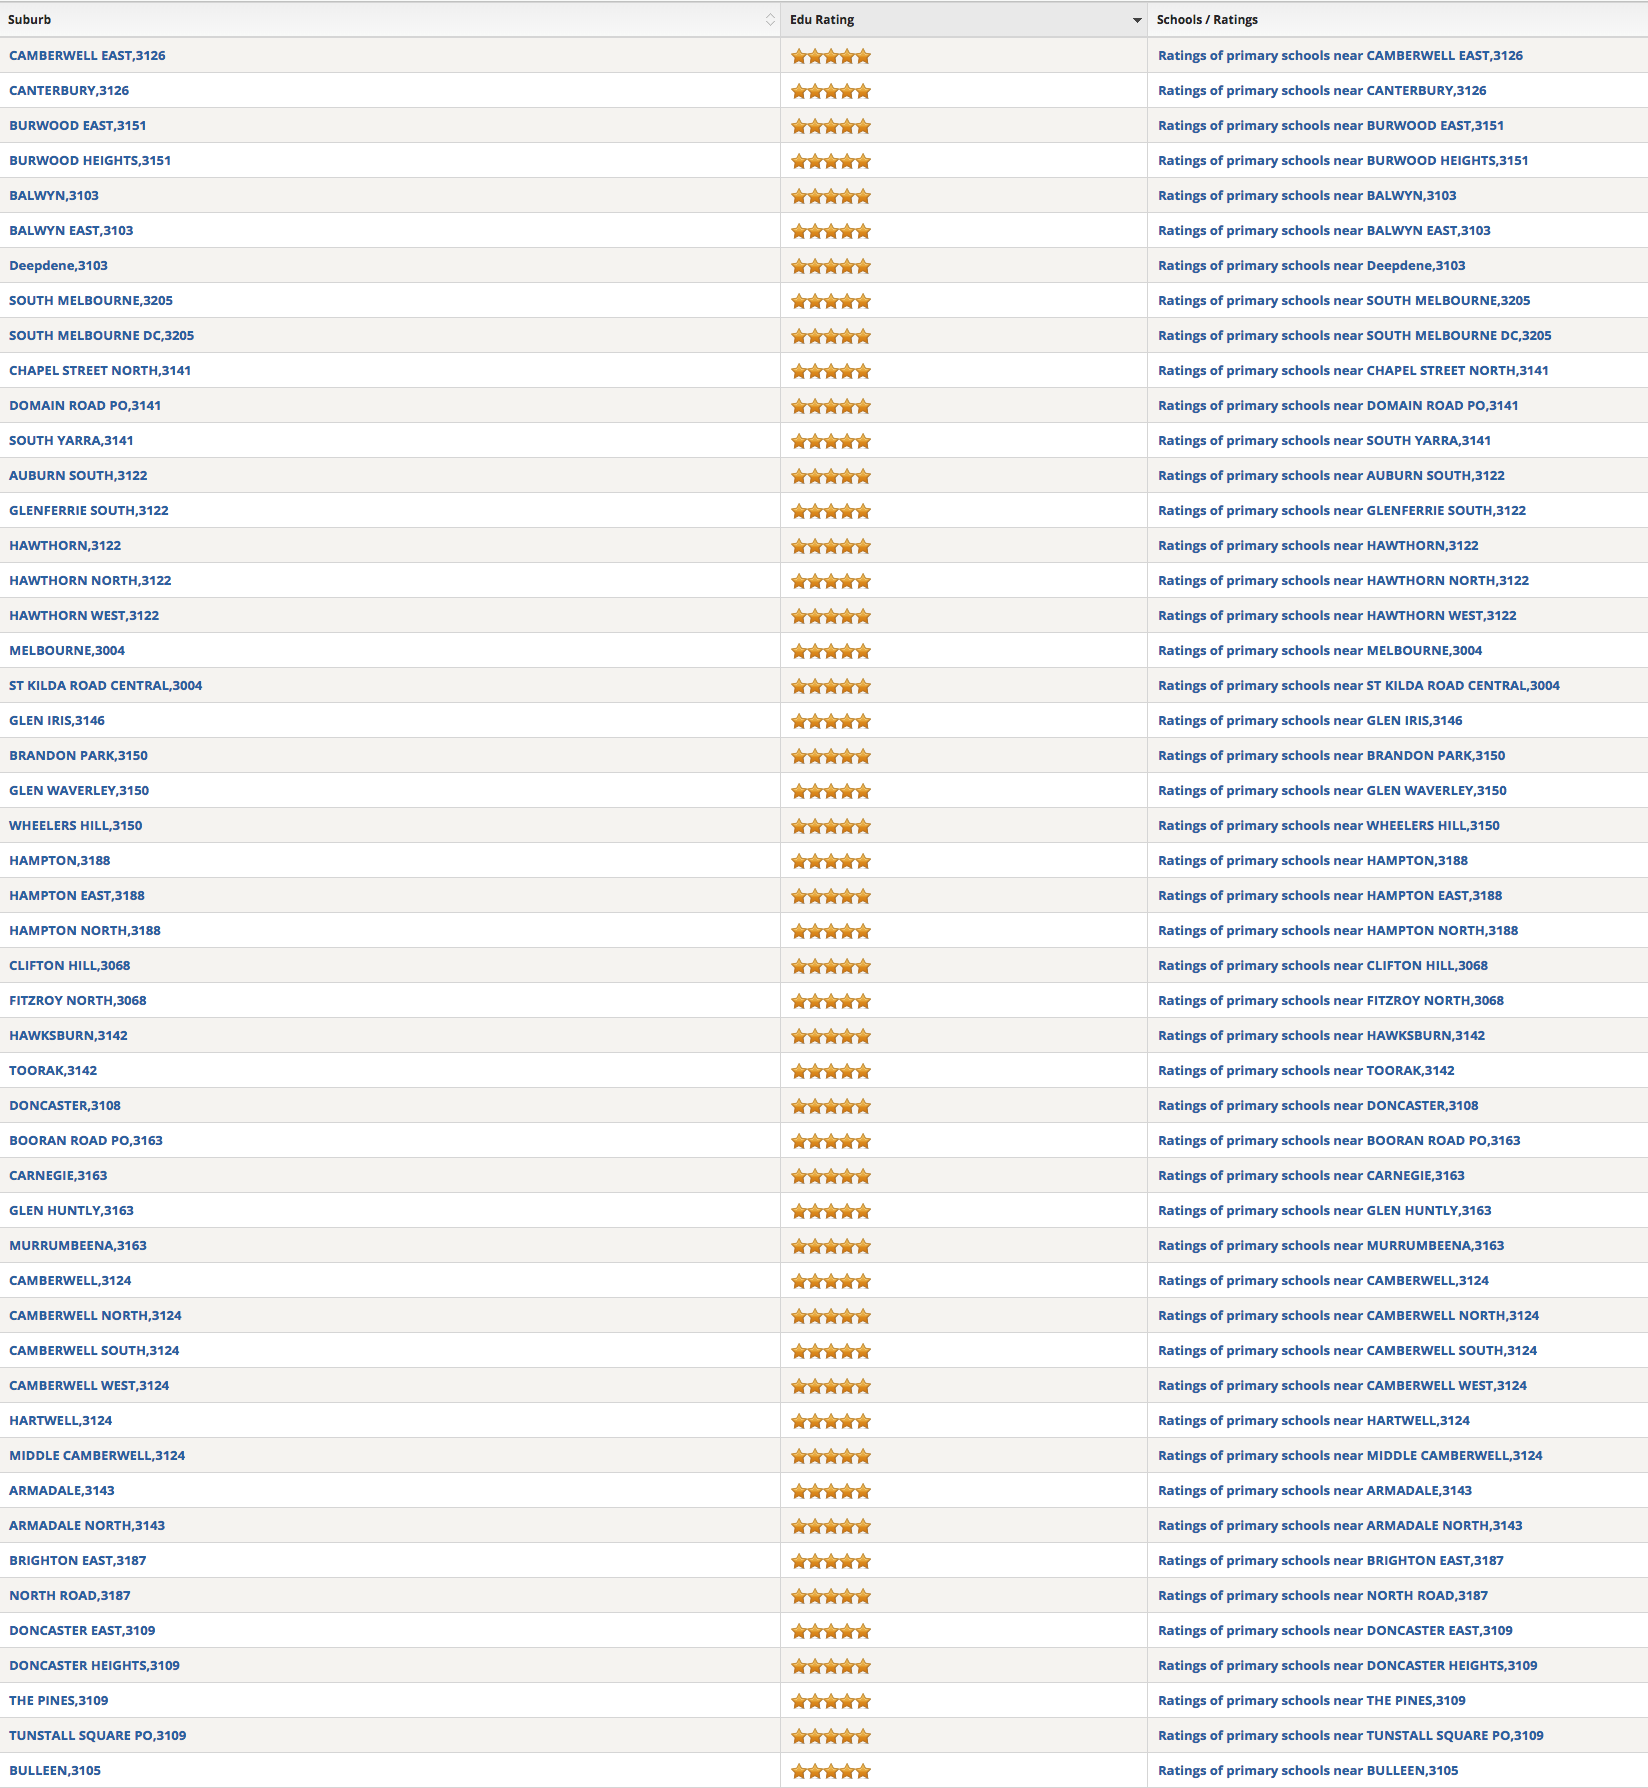 Suburb Edu Rating Schools / Ratings
CAMBERWELL EAST,3126 Ratings of primary schools near CAMBERWELL EAST,3126
CANTERBURY,3126 Ratings of primary schools near CANTERBURY,3126
BURWOOD EAST,3151 Ratings of primary schools near BURWOOD EAST,3151
BURWOOD HEIGHTS,3151 Ratings of primary schools near BURWOOD HEIGHTS,3151
BALWYN,3103 Ratings of primary schools near BALWYN,3103
BALWYN EAST,3103 Ratings of primary schools near BALWYN EAST,3103
Deepdene,3103 Ratings of primary schools near Deepdene,3103
SOUTH MELBOURNE,3205 Ratings of primary schools near SOUTH MELBOURNE,3205
SOUTH MELBOURNE DC,3205 Ratings of primary schools near SOUTH MELBOURNE DC,3205
CHAPEL STREET NORTH,3141 Ratings of primary schools near CHAPEL STREET NORTH,3141
DOMAIN ROAD PO,3141 Ratings of primary schools near DOMAIN ROAD PO,3141
SOUTH YARRA,3141 Ratings of primary schools near SOUTH YARRA,3141
AUBURN SOUTH,3122 Ratings of primary schools near AUBURN SOUTH,3122
GLENFERRIE SOUTH,3122 Ratings of primary schools near GLENFERRIE SOUTH,3122
HAWTHORN,3122 Ratings of primary schools near HAWTHORN,3122
HAWTHORN NORTH,3122 Ratings of primary schools near HAWTHORN NORTH,3122
HAWTHORN WEST,3122 Ratings of primary schools near HAWTHORN WEST,3122
MELBOURNE,3004 Ratings of primary schools near MELBOURNE,3004
ST KILDA ROAD CENTRAL,3004 Ratings of primary schools near ST KILDA ROAD CENTRAL,3004
GLEN IRIS,3146 Ratings of primary schools near GLEN IRIS,3146
BRANDON PARK,3150 Ratings of primary schools near BRANDON PARK,3150
GLEN WAVERLEY,3150 Ratings of primary schools near GLEN WAVERLEY,3150
WHEELERS HILL,3150 Ratings of primary schools near WHEELERS HILL,3150
HAMPTON,3188 Ratings of primary schools near HAMPTON,3188
HAMPTON EAST,3188 Ratings of primary schools near HAMPTON EAST,3188
HAMPTON NORTH,3188 Ratings of primary schools near HAMPTON NORTH,3188
CLIFTON HILL,3068 Ratings of primary schools near CLIFTON HILL,3068
FITZROY NORTH,3068 Ratings of primary schools near FITZROY NORTH,3068
HAWKSBURN,3142 Ratings of primary schools near HAWKSBURN,3142
TOORAK,3142 Ratings of primary schools near TOORAK,3142
DONCASTER,3108 Ratings of primary schools near DONCASTER,3108
BOORAN ROAD PO,3163 Ratings of primary schools near BOORAN ROAD PO,3163
CARNEGIE,3163 Ratings of primary schools near CARNEGIE,3163
GLEN HUNTLY,3163 Ratings of primary schools near GLEN HUNTLY,3163
MURRUMBEENA,3163 Ratings of primary schools near MURRUMBEENA,3163
CAMBERWELL,3124 Ratings of primary schools near CAMBERWELL,3124
CAMBERWELL NORTH,3124 Ratings of primary schools near CAMBERWELL NORTH,3124
CAMBERWELL SOUTH,3124 Ratings of primary schools near CAMBERWELL SOUTH,3124
CAMBERWELL WEST,3124 Ratings of primary schools near CAMBERWELL WEST,3124
HARTWELL,3124 Ratings of primary schools near HARTWELL,3124
MIDDLE CAMBERWELL,3124 Ratings of primary schools near MIDDLE CAMBERWELL,3124
ARMADALE,3143 Ratings of primary schools near ARMADALE,3143
ARMADALE NORTH,3143 Ratings of primary schools near ARMADALE NORTH,3143
BRIGHTON EAST,3187 Ratings of primary schools near BRIGHTON EAST,3187
NORTH ROAD,3187 Ratings of primary schools near NORTH ROAD,3187
DONCASTER EAST,3109 Ratings of primary schools near DONCASTER EAST,3109
DONCASTER HEIGHTS,3109 Ratings of primary schools near DONCASTER HEIGHTS,3109
THE PINES,3109 Ratings of primary schools near THE PINES,3109
TUNSTALL SQUARE PO,3109 Ratings of primary schools near TUNSTALL SQUARE PO,3109
BULLEEN,3105 Ratings of primary schools near BULLEEN,3105